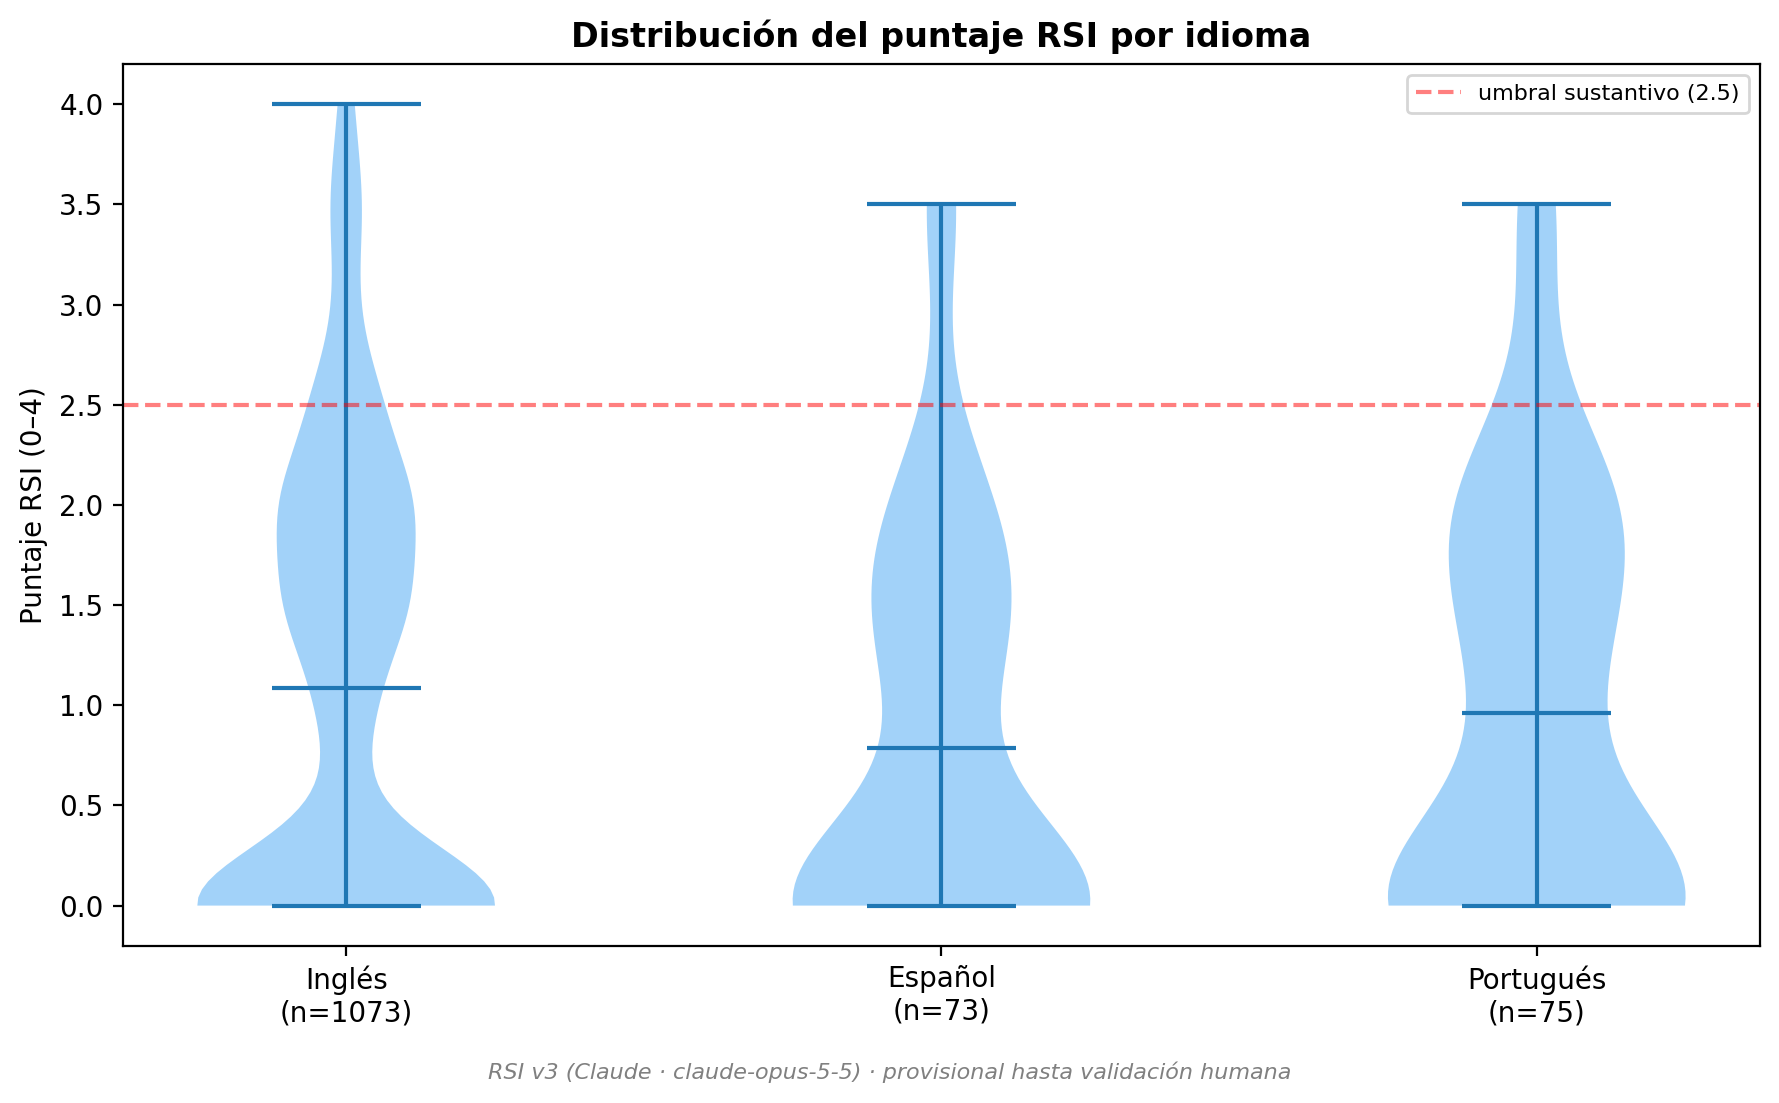 Distribución del puntaje RSI por idioma
umbral sustantivo (2.5)
Puntaje RSI (0–4)
4.0
3.5
3.0
2.5
2.0
1.5
1.0
0.5
0.0
Inglés
(n=1073)
Español
(n=73)
Portugués
(n=75)
RSI v3 (Claude · claude-opus-5-5) · provisional hasta validación humana